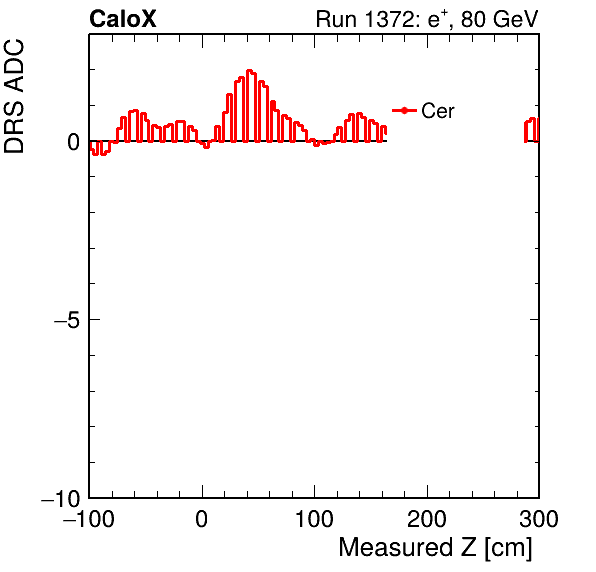 CaloX Run 1372: e⁺, 80 GeV
DRS ADC
Cer
0
−5
−10
−100 0 100 200 300
Measured Z [cm]